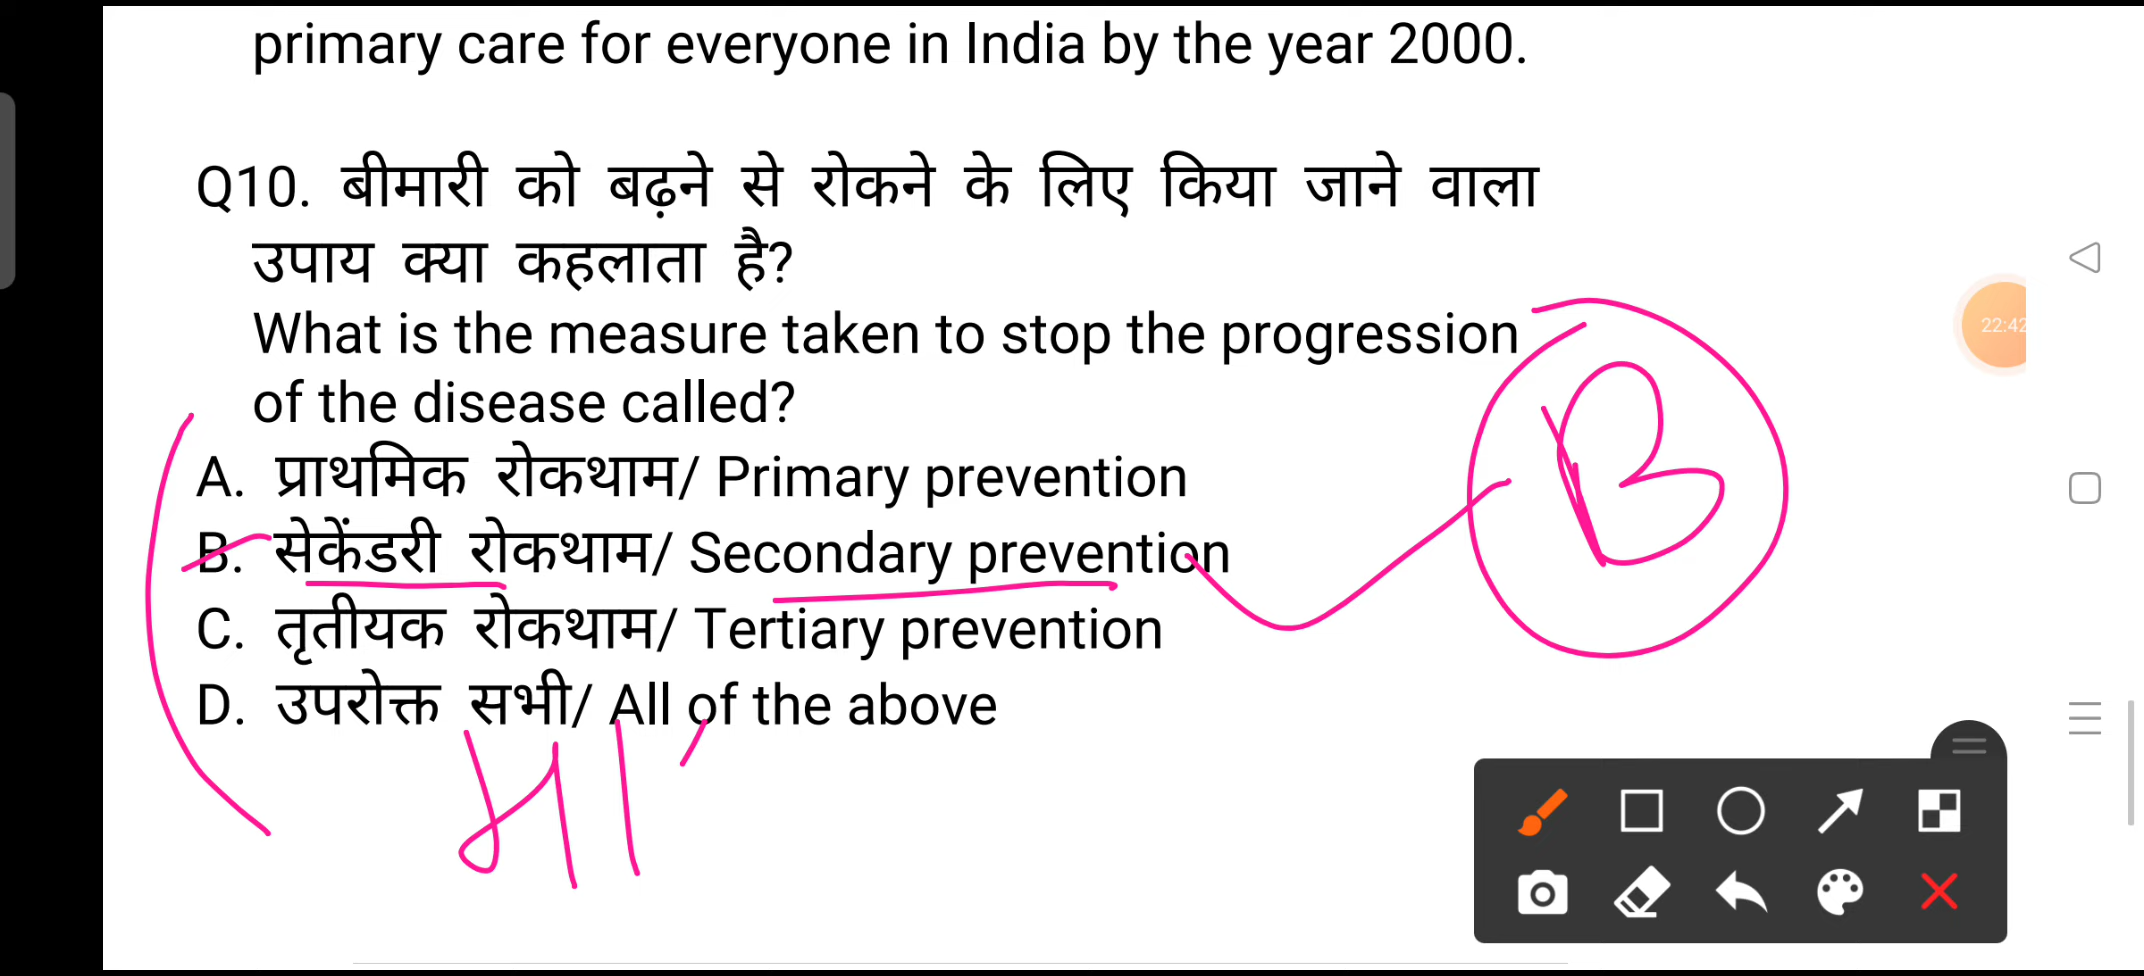 primary care for everyone in India by the year 2000.
Q10. बीमारी को बढ़ने से रोकने के लिए किया जाने वाला
उपाय क्या कहलाता है?
What is the measure taken to stop the progression
of the disease called?
A. प्राथमिक रोकथाम/ Primary prevention
B. सेकेंडरी रोकथाम/ Secondary prevention
C. तृतीयक रोकथाम/ Tertiary prevention
D. उपरोक्त सभी/ All of the above
B
22:42